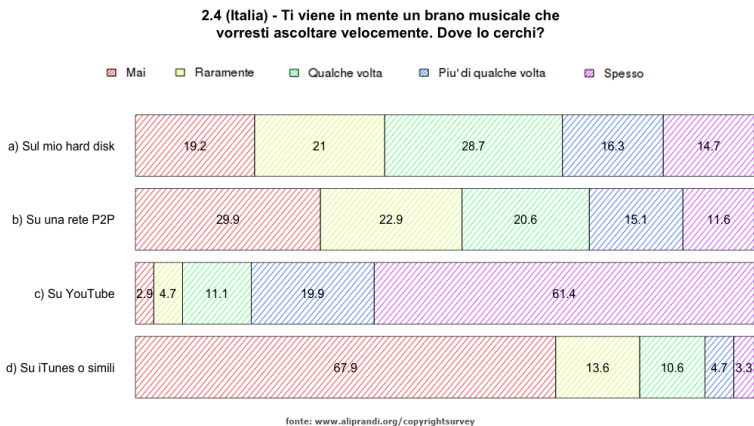 2.4 (Italia) - Ti viene in mente un brano musicale che
vorresti ascoltare velocemente. Dove lo cerchi?
Mai Raramente Qualche volta Piu'di qualche volta Spesso
a) Sul mio hard disk 19.2 21 28.7 16.3 14.7
b) Su una rete P2P 29.9 22.9 20.6 15.1 11.6
c) Su YouTube 2.9 4.7 11.1 19.9 61.4
d) Su iTunes o simili 67.9 13.6 10.6 4.7 3.3
fonte: www.aliprandi.org/copyrightsurvey